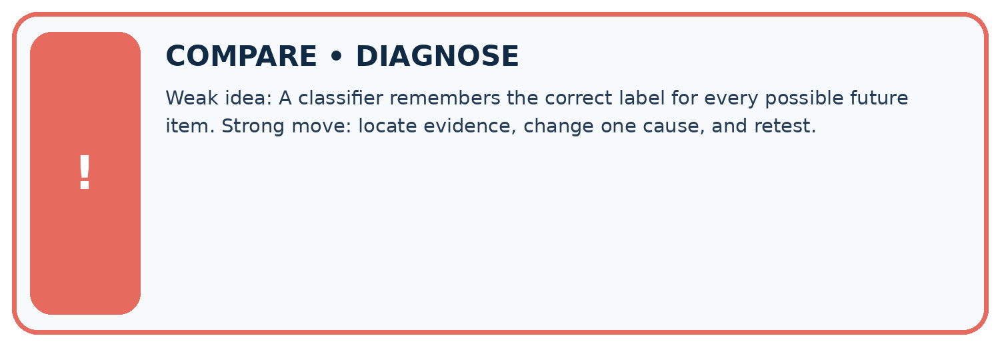 !
COMPARE • DIAGNOSE
Weak idea: A classifier remembers the correct label for every possible future
item. Strong move: locate evidence, change one cause, and retest.